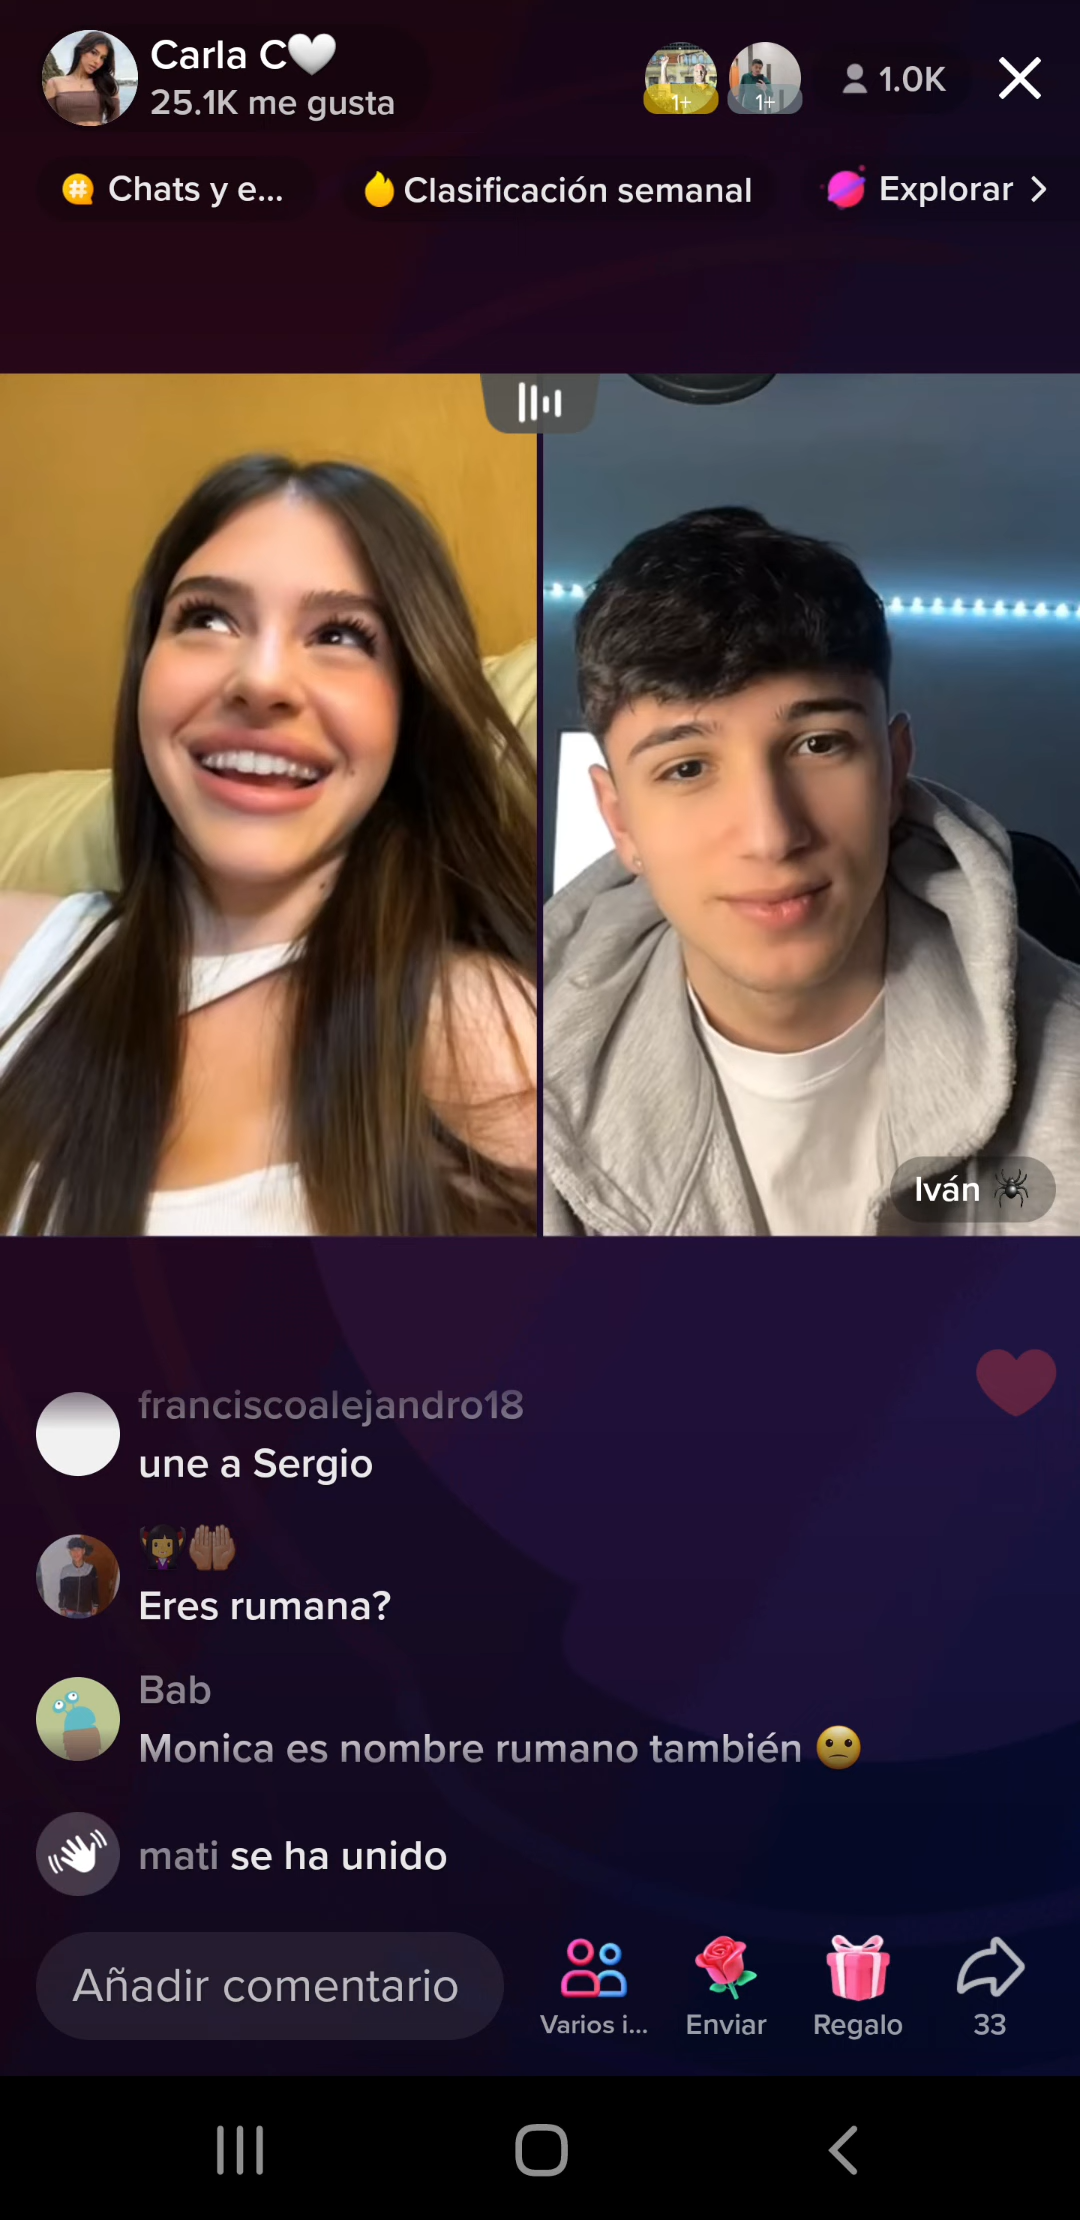 Carla C🤍
25.1K me gusta
1+
1+
1.0K
Chats y e...
Clasificación semanal
Explorar
Iván 🕷
franciscoalejandro18
une a Sergio
Eres rumana?
Bab
Monica es nombre rumano también 😐
mati se ha unido
Añadir comentario
Varios i...
Enviar
Regalo
33